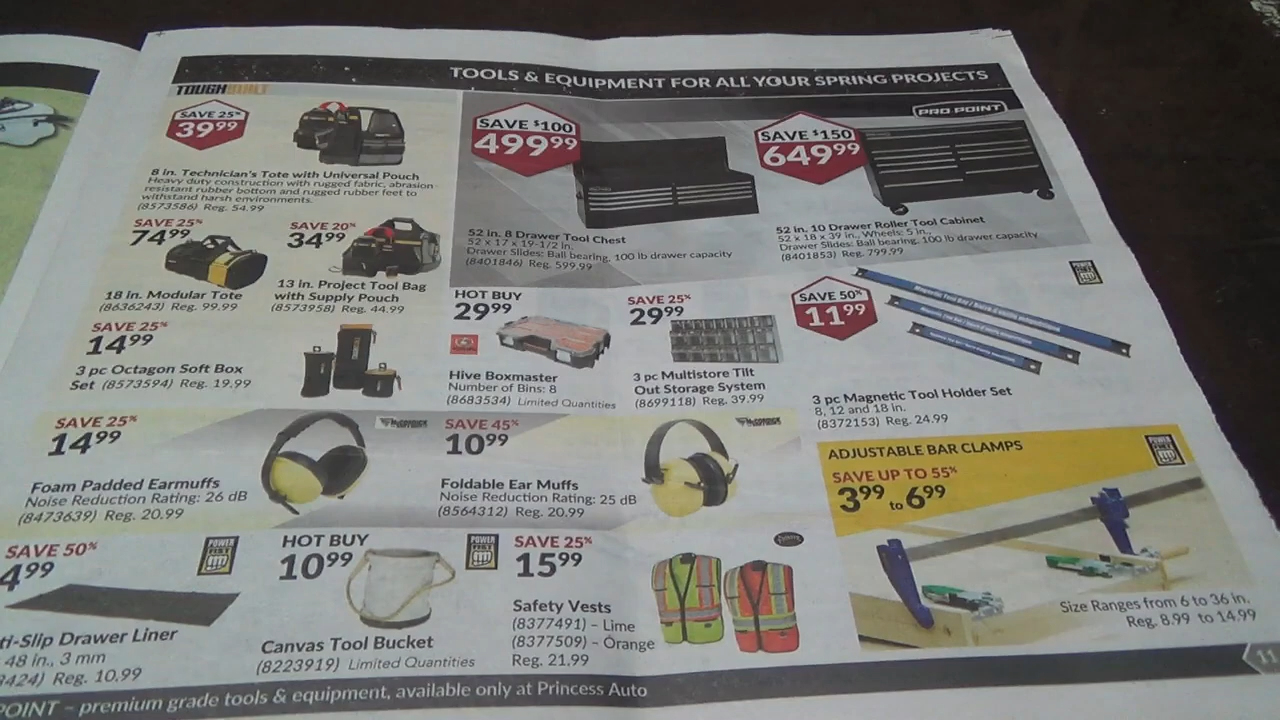 TOOLS & EQUIPMENT FOR ALL YOUR SPRING PROJECTS
TOUGHBUILT
SAVE 25%
39.99
8 in. Technician's Tote with Universal Pouch
Heavy duty construction with rugged fabric, abrasion
resistant rubber bottom and rugged rubber feet to
withstand harsh environments.
(8573586) Reg. 54.99
SAVE 25%
74.99
18 in. Modular Tote
(8636243) Reg. 99.99
SAVE 20%
34.99
13 in. Project Tool Bag
with Supply Pouch
(8573958) Reg. 44.99
SAVE 25%
14.99
3 pc Octagon Soft Box
Set (8573594) Reg. 19.99
SAVE $100
499.99
52 in. 8 Drawer Tool Chest
52 x 17 x 19-1/2 in.
Drawer Slides: Ball bearing, 100 lb drawer capacity
(8401846) Reg. 599.99
PRO POINT
SAVE $150
649.99
52 in. 10 Drawer Roller Tool Cabinet
52 x 18 x 39 in., Wheels: 5 in.,
Drawer Slides: Ball bearing, 100 lb drawer capacity
(8401853) Reg. 799.99
HOT BUY
29.99
Hive Boxmaster
Number of Bins: 8
(8683534) Limited Quantities
SAVE 25%
29.99
3 pc Multistore Tilt
Out Storage System
(8699118) Reg. 39.99
POWER FIST
SAVE 50%
11.99
3 pc Magnetic Tool Holder Set
8, 12 and 18 in.
(8372153) Reg. 24.99
SAVE 25%
14.99
Foam Padded Earmuffs
Noise Reduction Rating: 26 dB
(8473639) Reg. 20.99
SAVE 45%
10.99
Foldable Ear Muffs
Noise Reduction Rating: 25 dB
(8564312) Reg. 20.99
ADJUSTABLE BAR CLAMPS
SAVE UP TO 55%
3.99 to 6.99
POWER FIST
Size Ranges from 6 to 36 in.
Reg. 8.99 to 14.99
SAVE 50%
4.99
POWER FIST
ti-Slip Drawer Liner
48 in., 3 mm
424) Reg. 10.99
HOT BUY
10.99
POWER FIST
Canvas Tool Bucket
(8223919) Limited Quantities
SAVE 25%
15.99
Safety Vests
(8377491) – Lime
(8377509) – Orange
Reg. 21.99
POINT – premium grade tools & equipment, available only at Princess Auto
11